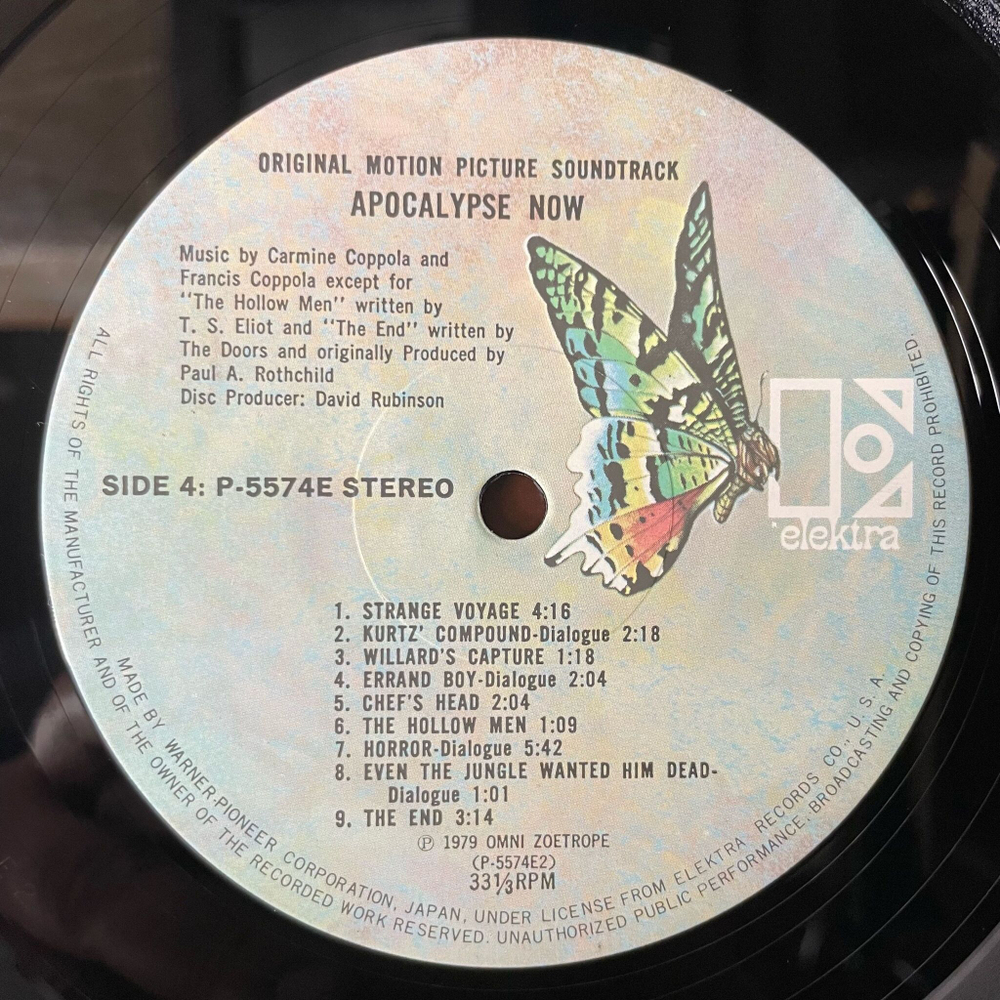 ORIGINAL MOTION PICTURE SOUNDTRACK
APOCALYPSE NOW
Music by Carmine Coppola and
Francis Coppola except for
"The Hollow Men" written by
T. S. Eliot and "The End" written by
The Doors and originally Produced by
Paul A. Rothchild
Disc Producer: David Rubinson
SIDE 4: P-5574E STEREO
elektra
1. STRANGE VOYAGE 4:16
2. KURTZ' COMPOUND-Dialogue 2:18
3. WILLARD'S CAPTURE 1:18
4. ERRAND BOY-Dialogue 2:04
5. CHEF'S HEAD 2:04
6. THE HOLLOW MEN 1:09
7. HORROR-Dialogue 5:42
8. EVEN THE JUNGLE WANTED HIM DEAD-
Dialogue 1:01
9. THE END 3:14
℗ 1979 OMNI ZOETROPE
(P-5574E2)
33⅓RPM
MADE BY WARNER-PIONEER CORPORATION, JAPAN, UNDER LICENSE FROM ELEKTRA RECORDS CO., U. S. A.
ALL RIGHTS OF THE MANUFACTURER AND OF THE OWNER OF THE RECORDED WORK RESERVED. UNAUTHORIZED PUBLIC PERFORMANCE, BROADCASTING AND COPYING OF THIS RECORD PROHIBITED.